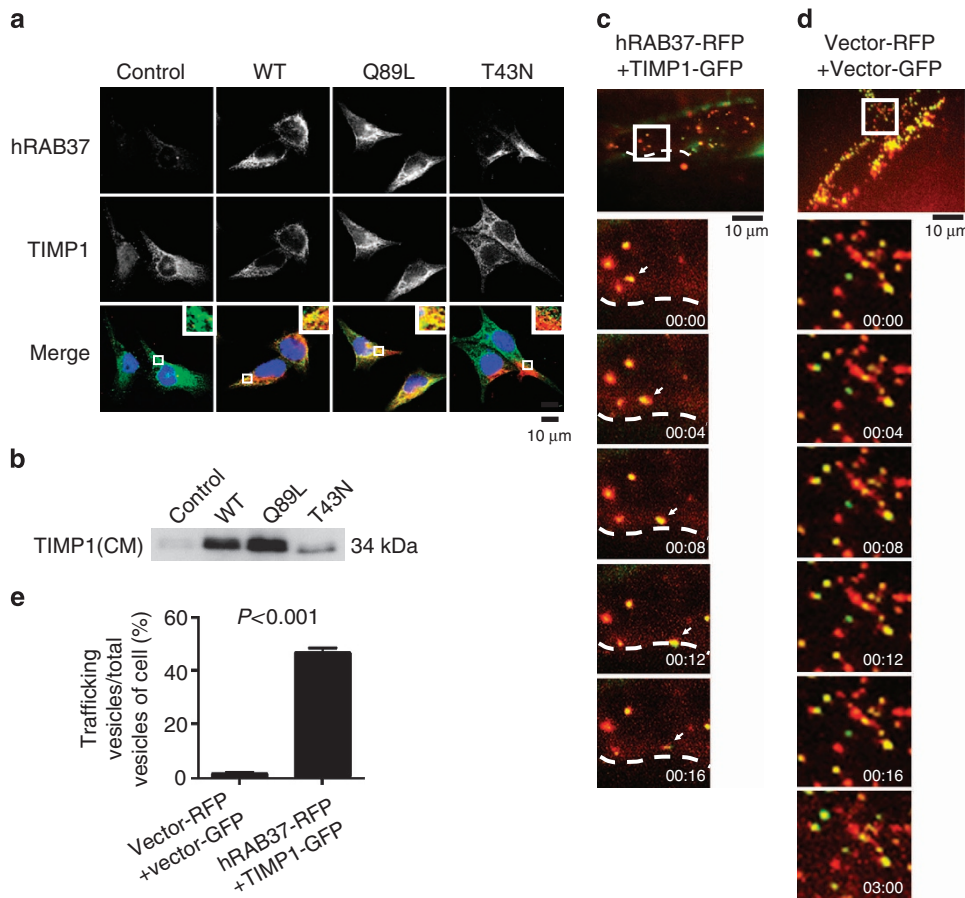 a
Control WT Q89L T43N
hRAB37
TIMP1
Merge
10 μm
b
Control WT Q89L T43N
TIMP1(CM) 34 kDa
e
Trafficking
vesicles/total
vesicles of cell (%)
60
40
20
0
P<0.001
Vector-RFP
+vector-GFP
hRAB37-RFP
+TIMP1-GFP
c
hRAB37-RFP
+TIMP1-GFP
10 μm
00:00
00:04
00:08
00:12
00:16
d
Vector-RFP
+Vector-GFP
10 μm
00:00
00:04
00:08
00:12
00:16
03:00